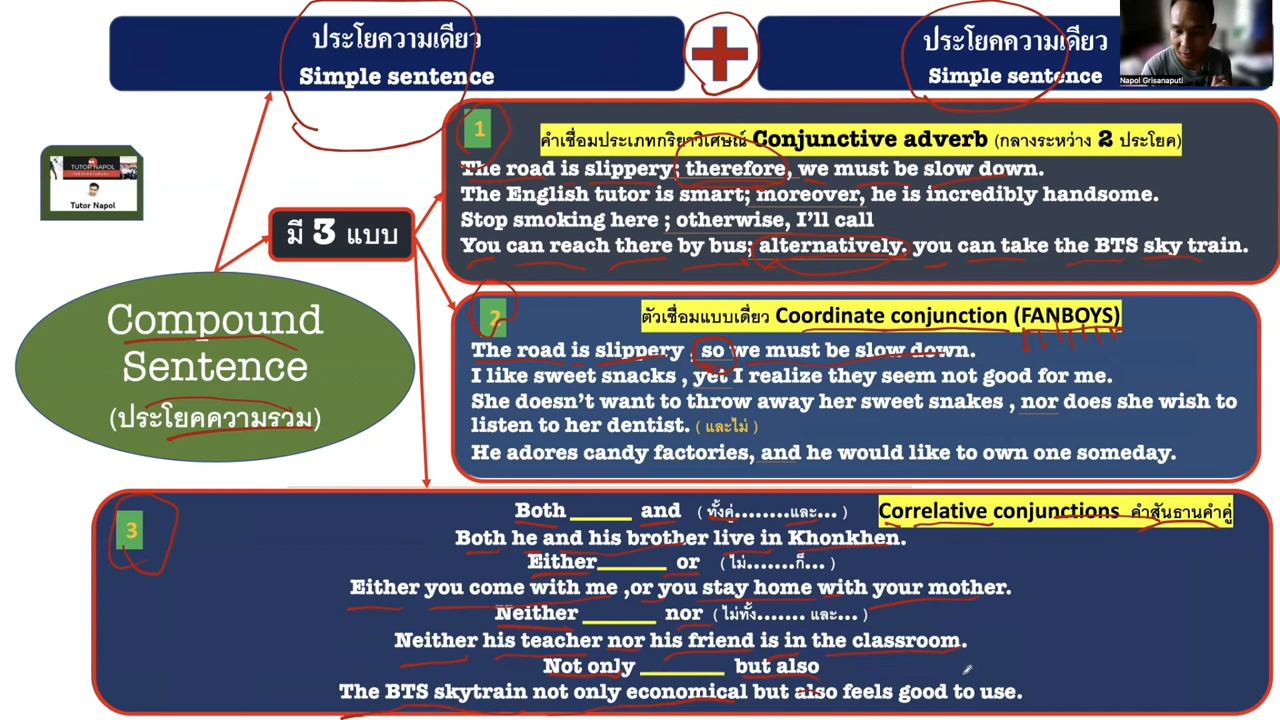 ประโยความเดียว
Simple sentence
ประโยคความเดียว
Simple sentence
Napol Grisanaputi
1
คำเชื่อมประเภทกริยาวิเศษณ์ Conjunctive adverb (กลางระหว่าง 2 ประโยค)
The road is slippery; therefore, we must be slow down.
The English tutor is smart; moreover, he is incredibly handsome.
Stop smoking here ; otherwise, I'll call
You can reach there by bus; alternatively, you can take the BTS sky train.
TUTOR NAPOL
Tutor Napol
มี 3 แบบ
Compound
Sentence
(ประโยคความรวม)
2
ตัวเชื่อมแบบเดี่ยว Coordinate conjunction (FANBOYS)
The road is slippery , so we must be slow down.
I like sweet snacks , yet I realize they seem not good for me.
She doesn't want to throw away her sweet snakes , nor does she wish to
listen to her dentist. ( และไม่ )
He adores candy factories, and he would like to own one someday.
3
Both _____ and ( ทั้งคู่........และ... )
Correlative conjunctions คำสันธานคำคู่
Both he and his brother live in Khonkhen.
Either_____ or ( ไม่.......ก็... )
Either you come with me ,or you stay home with your mother.
Neither _____ nor ( ไม่ทั้ง....... และ... )
Neither his teacher nor his friend is in the classroom.
Not only _____ but also
The BTS skytrain not only economical but also feels good to use.